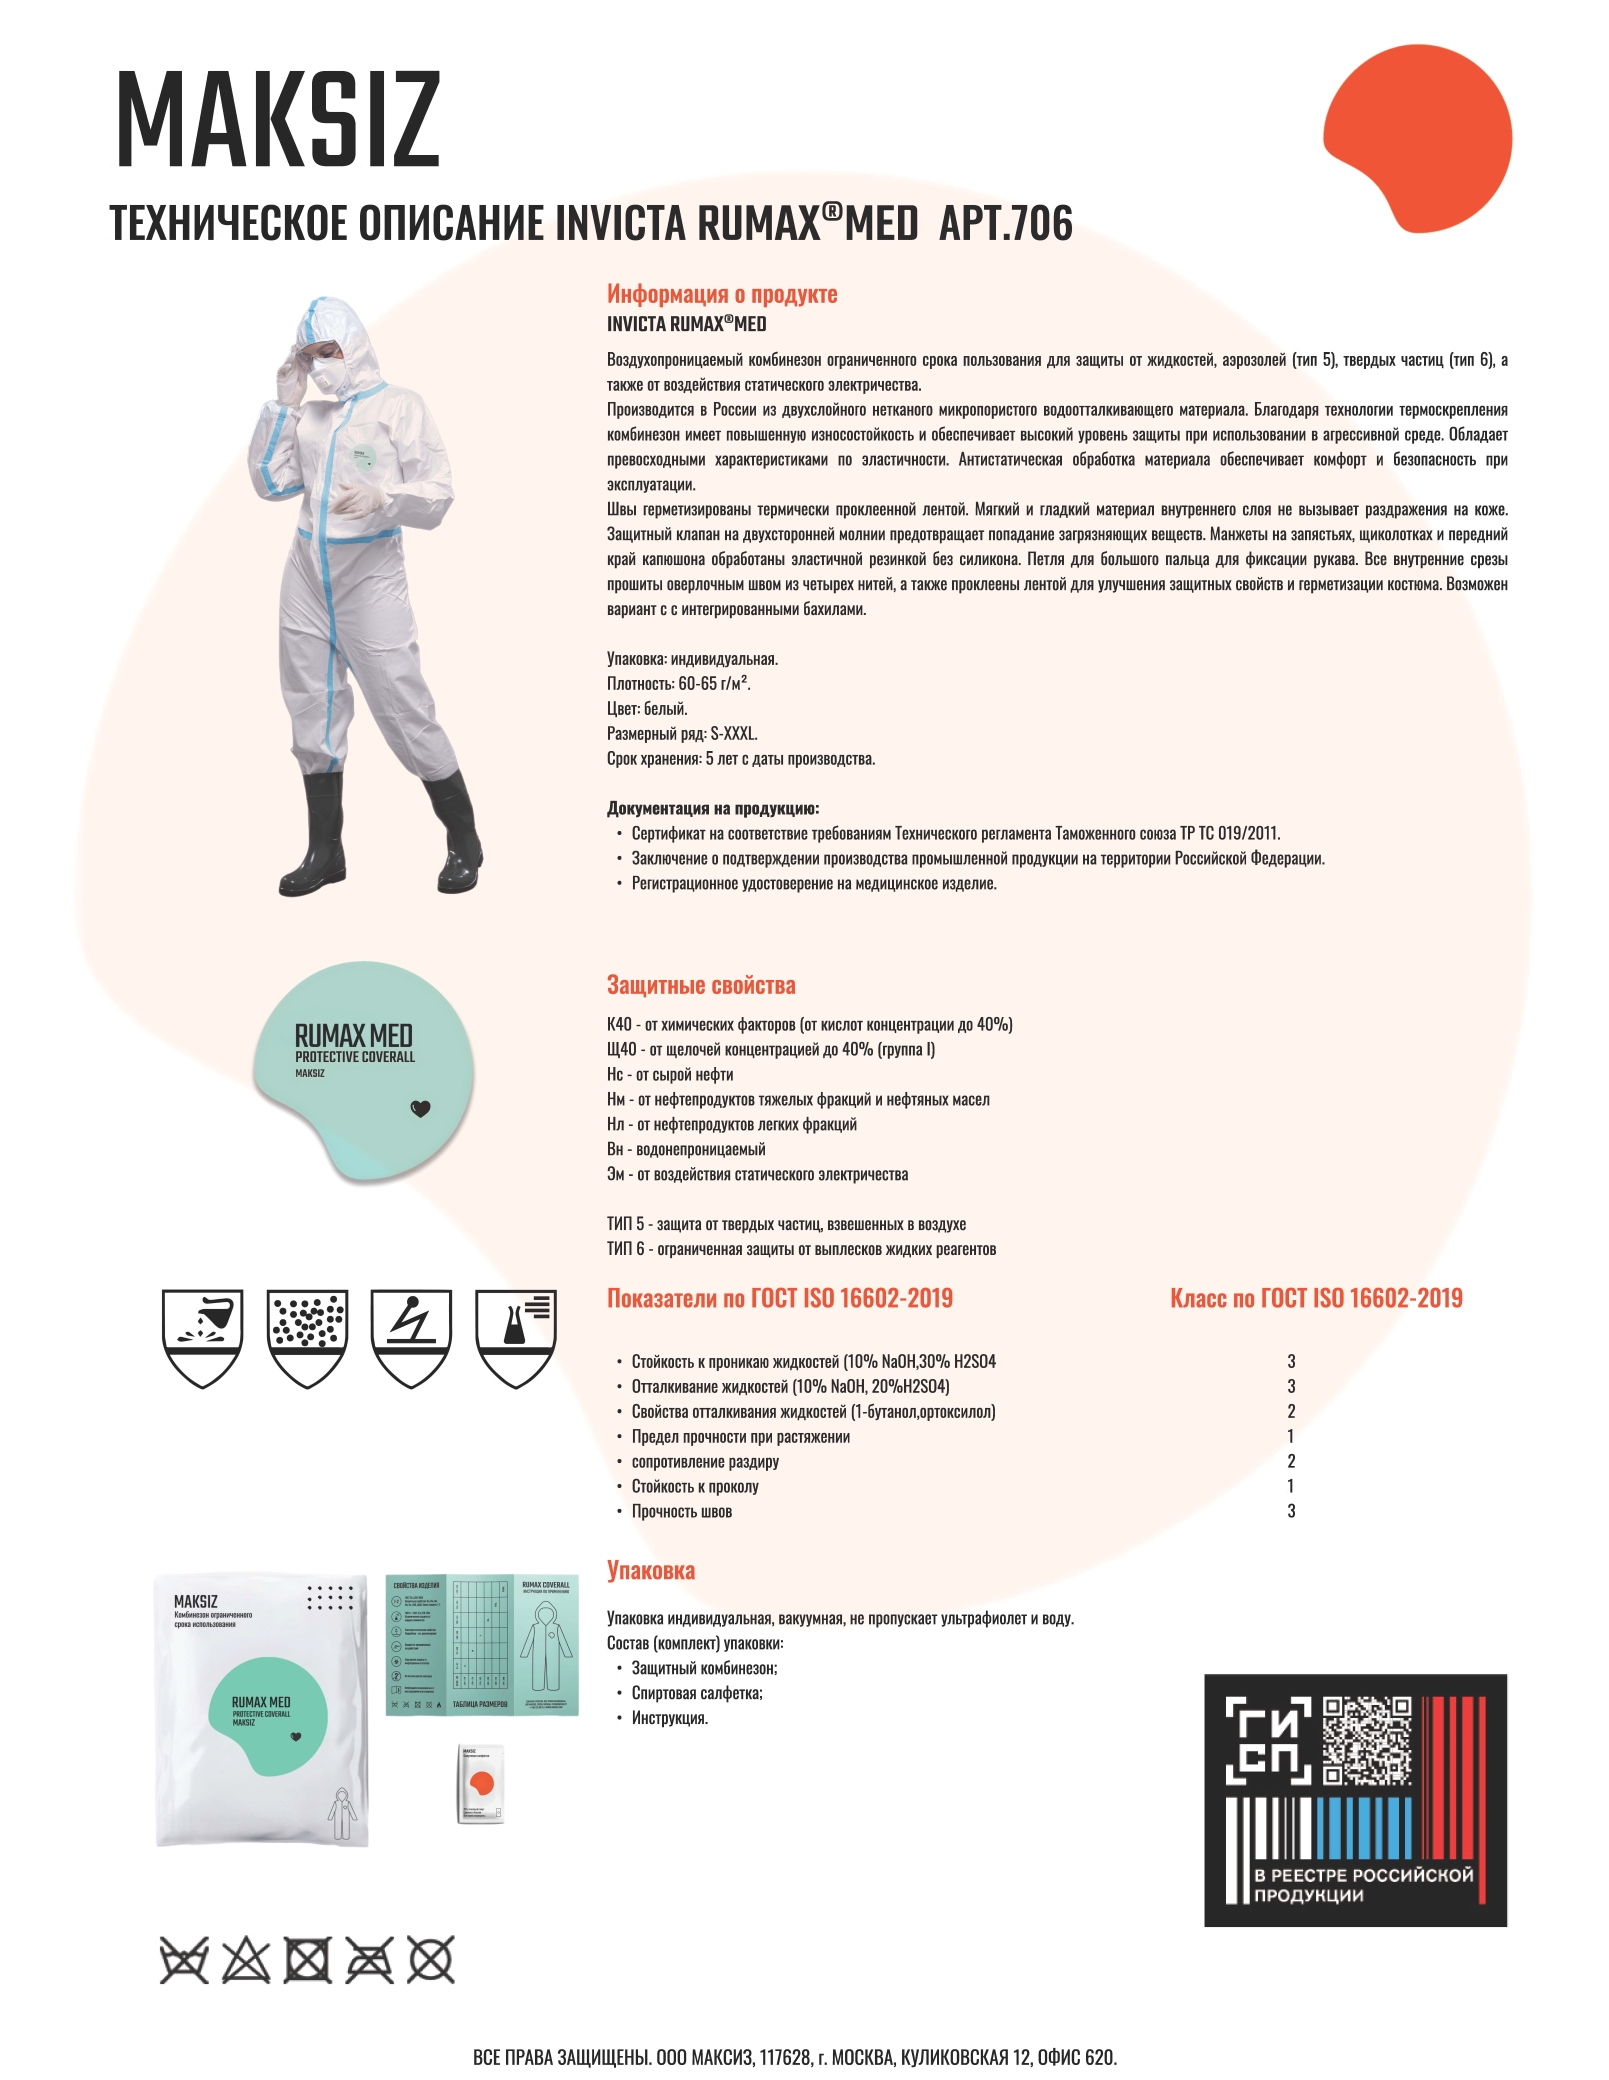 MAKSIZ
ТЕХНИЧЕСКОЕ ОПИСАНИЕ INVICTA RUMAX®MED АРТ.706
Информация о продукте
INVICTA RUMAX®MED
Воздухопроницаемый комбинезон ограниченного срока пользования для защиты от жидкостей, аэрозолей (тип 5), твердых частиц (тип 6), а
также от воздействия статического электричества.
Производится в России из двухслойного нетканого микропористого водоотталкивающего материала. Благодаря технологии термоскрепления
комбинезон имеет повышенную износостойкость и обеспечивает высокий уровень защиты при использовании в агрессивной среде. Обладает
превосходными характеристиками по эластичности. Антистатическая обработка материала обеспечивает комфорт и безопасность при
эксплуатации.
Швы герметизированы термически проклеенной лентой. Мягкий и гладкий материал внутреннего слоя не вызывает раздражения на коже.
Защитный клапан на двухсторонней молнии предотвращает попадание загрязняющих веществ. Манжеты на запястьях, щиколотках и передний
край капюшона обработаны эластичной резинкой без силикона. Петля для большого пальца для фиксации рукава. Все внутренние срезы
прошиты оверлочным швом из четырех нитей, а также проклеены лентой для улучшения защитных свойств и герметизации костюма. Возможен
вариант с с интегрированными бахилами.
Упаковка: индивидуальная.
Плотность: 60-65 г/м².
Цвет: белый.
Размерный ряд: S-XXXL.
Срок хранения: 5 лет с даты производства.
Документация на продукцию:
• Сертификат на соответствие требованиям Технического регламента Таможенного союза ТР ТС 019/2011.
• Заключение о подтверждении производства промышленной продукции на территории Российской Федерации.
• Регистрационное удостоверение на медицинское изделие.
RUMAX MED
PROTECTIVE COVERALL
MAKSIZ
Защитные свойства
К40 - от химических факторов (от кислот концентрации до 40%)
Щ40 - от щелочей концентрацией до 40% (группа I)
Нс - от сырой нефти
Нм - от нефтепродуктов тяжелых фракций и нефтяных масел
Нл - от нефтепродуктов легких фракций
Вн - водонепроницаемый
Эм - от воздействия статического электричества
ТИП 5 - защита от твердых частиц, взвешенных в воздухе
ТИП 6 - ограниченная защиты от выплесков жидких реагентов
Показатели по ГОСТ ISO 16602-2019 Класс по ГОСТ ISO 16602-2019
• Стойкость к проникаю жидкостей (10% NaOH,30% H2SO4 3
• Отталкивание жидкостей (10% NaOH, 20%H2SO4) 3
• Свойства отталкивания жидкостей (1-бутанол,ортоксилол) 2
• Предел прочности при растяжении 1
• сопротивление раздиру 2
• Стойкость к проколу 1
• Прочность швов 3
Упаковка
Упаковка индивидуальная, вакуумная, не пропускает ультрафиолет и воду.
Состав (комплект) упаковки:
• Защитный комбинезон;
• Спиртовая салфетка;
• Инструкция.
MAKSIZ
Комбинезон ограниченного
срока использования
RUMAX MED
PROTECTIVE COVERALL
MAKSIZ
СВОЙСТВА ИЗДЕЛИЯ
ТАБЛИЦА РАЗМЕРОВ
RUMAX COVERALL
MAKSIZ
ГИ
СП
В РЕЕСТРЕ РОССИЙСКОЙ
ПРОДУКЦИИ
ВСЕ ПРАВА ЗАЩИЩЕНЫ. ООО МАКСИЗ, 117628, г. МОСКВА, КУЛИКОВСКАЯ 12, ОФИС 620.